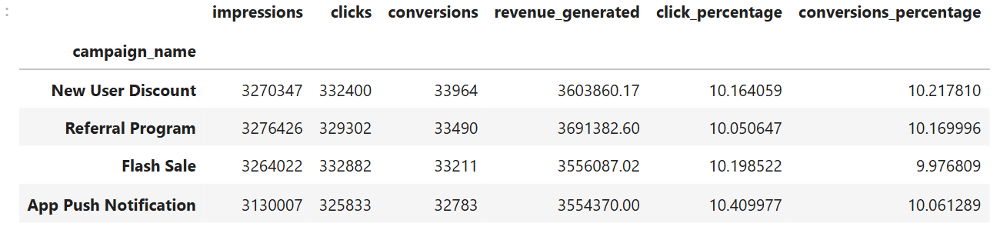 :
impressions clicks conversions revenue_generated click_percentage conversions_percentage
campaign_name
New User Discount 3270347 332400 33964 3603860.17 10.164059 10.217810
Referral Program 3276426 329302 33490 3691382.60 10.050647 10.169996
Flash Sale 3264022 332882 33211 3556087.02 10.198522 9.976809
App Push Notification 3130007 325833 32783 3554370.00 10.409977 10.061289